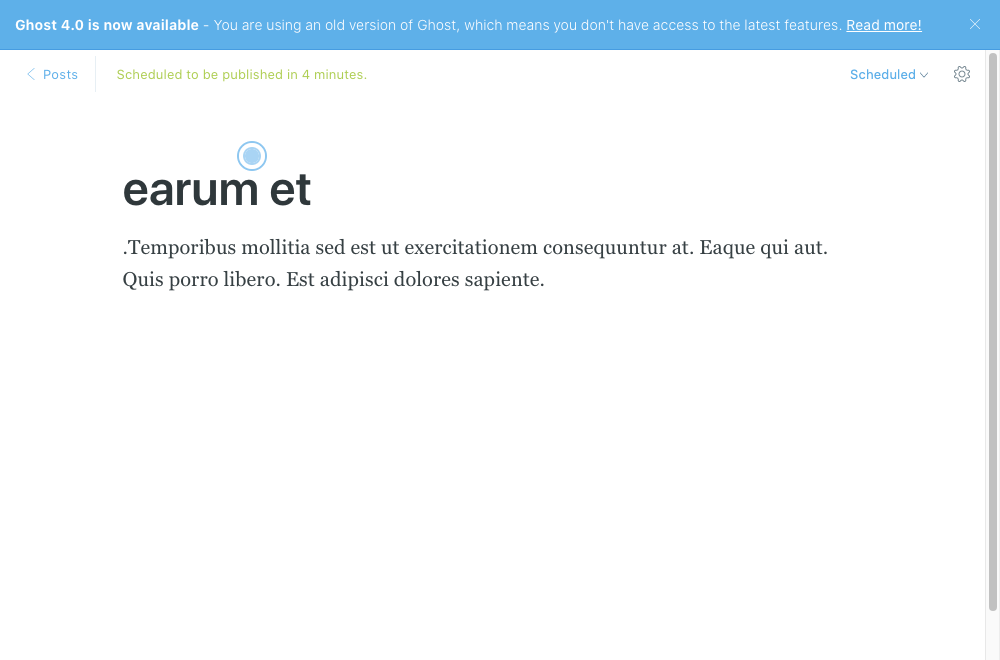 Ghost 4.0 is now available - You are using an old version of Ghost, which means you don't have access to the latest features. Read more!
Posts
Scheduled to be published in 4 minutes.
Scheduled
earum et
.Temporibus mollitia sed est ut exercitationem consequuntur at. Eaque qui aut.
Quis porro libero. Est adipisci dolores sapiente.